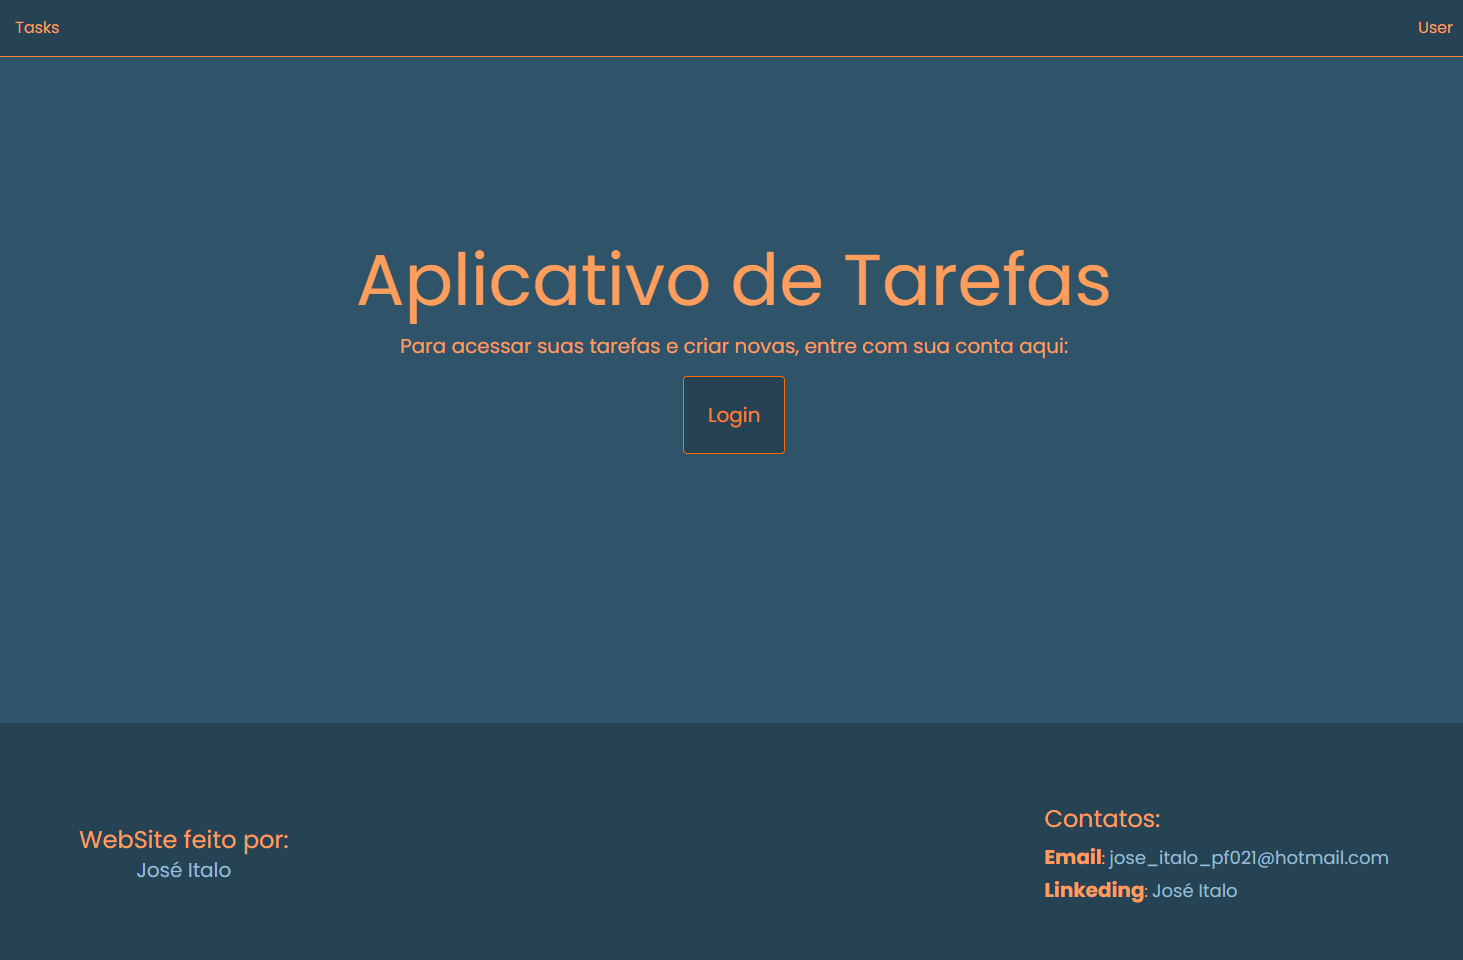 Tasks
User
Aplicativo de Tarefas
Para acessar suas tarefas e criar novas, entre com sua conta aqui:
Login
WebSite feito por:
José Italo
Contatos:
Email: jose_italo_pf021@hotmail.com
Linkeding: José Italo